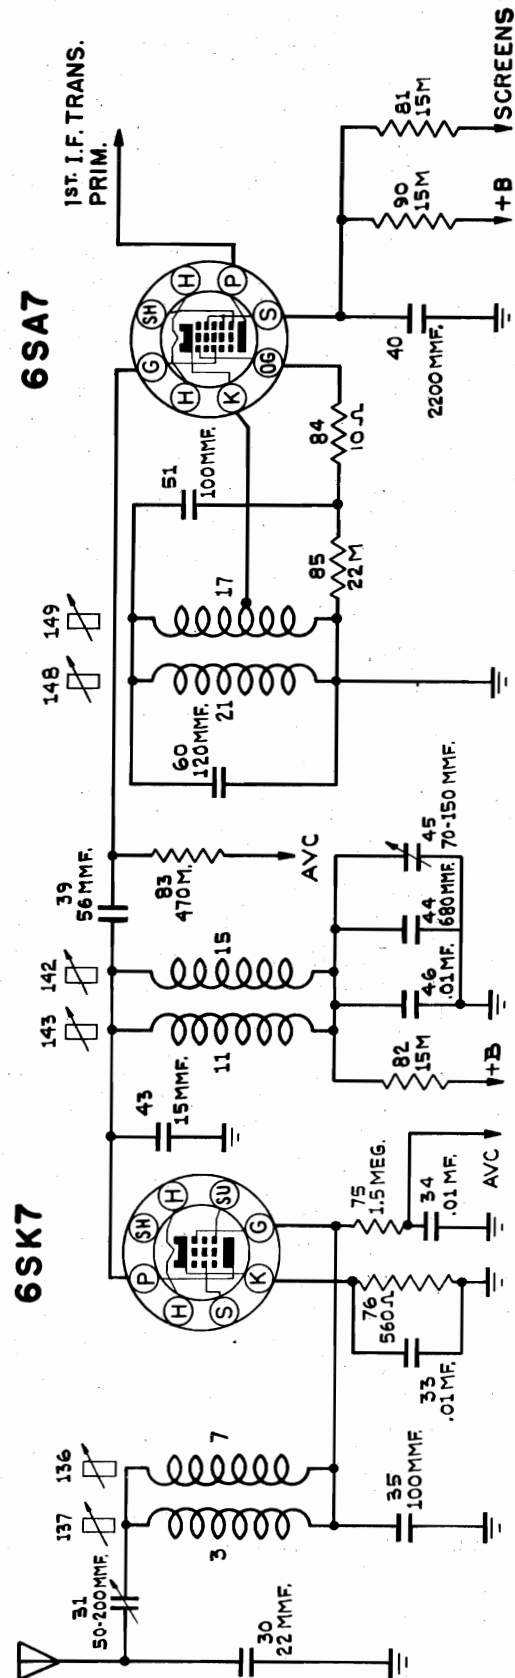 6SK7
6SA7
31
50-200MMF.
137
136
3
7
30
22 MMF.
35
100MMF.
P
SH
H
H
SU
S
K
G
33
.01MF.
76
560Ω
75
1.5 MEG.
34
.01 MF.
AVC
43
15MMF.
143
142
11
15
39
56MMF.
83
470M.
AVC
82
15M
+B
46
.01MF.
44
680MMF.
45
70-150 MMF.
148
149
60
120MMF.
21
17
51
100MMF.
85
22M
84
10Ω
G
SH
H
H
P
K
OG
S
1ST. I.F. TRANS.
PRIM.
40
2200MMF.
90
15M
+B
81
15M
SCREENS